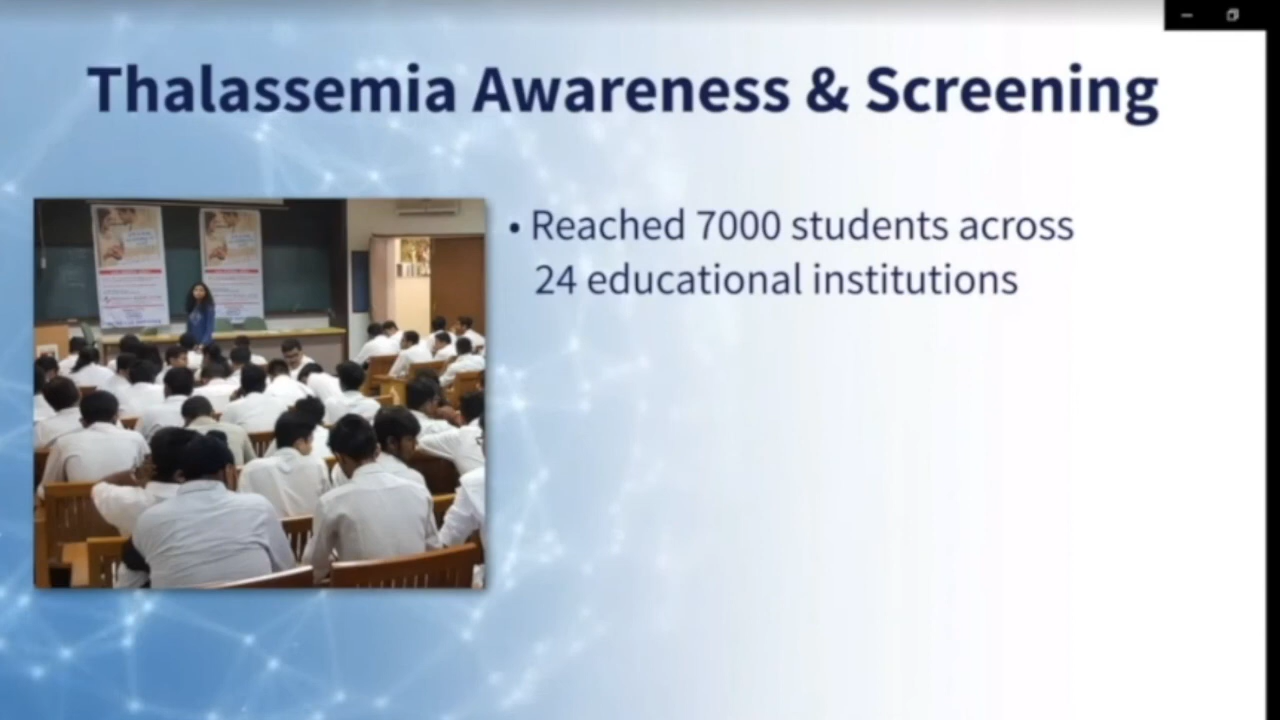 Thalassemia Awareness & Screening
• Reached 7000 students across
24 educational institutions